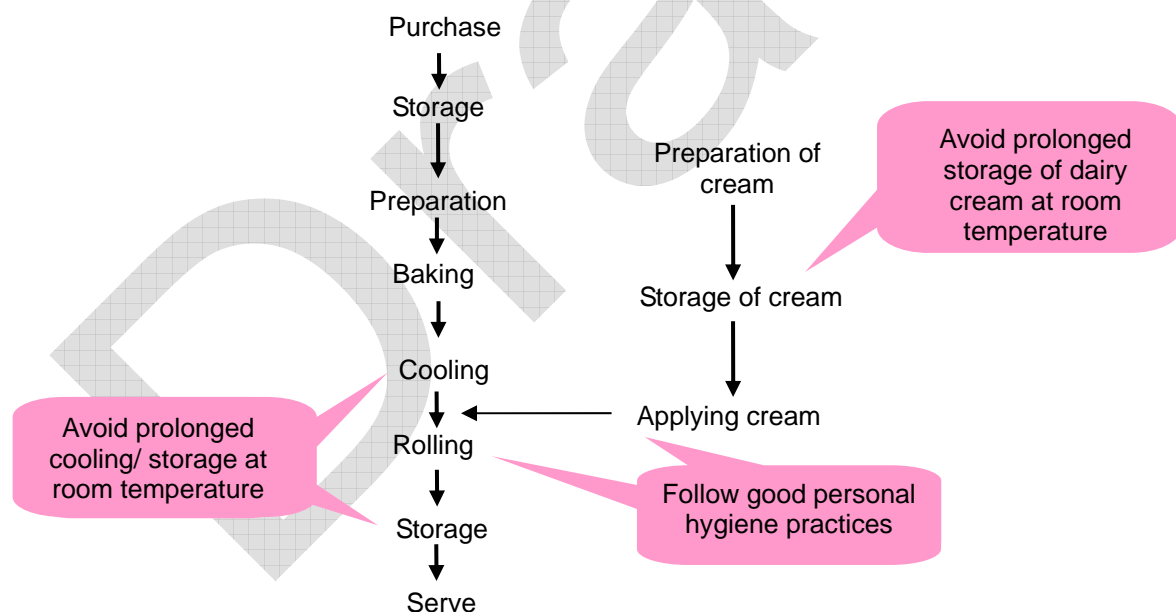 Purchase
Storage
Preparation
Baking
Cooling
Rolling
Storage
Serve
Preparation of
cream
Storage of cream
Applying cream
Avoid prolonged
storage of dairy
cream at room
temperature
Avoid prolonged
cooling/ storage at
room temperature
Follow good personal
hygiene practices